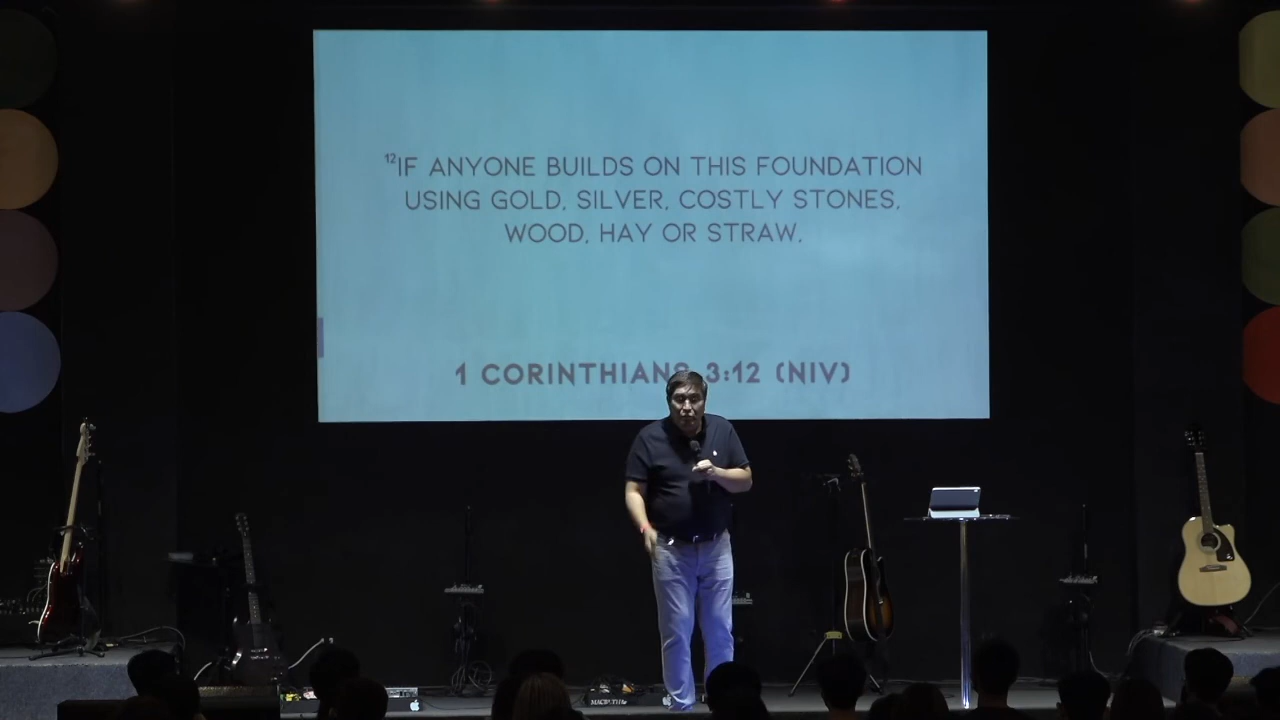 ¹²IF ANYONE BUILDS ON THIS FOUNDATION
USING GOLD, SILVER, COSTLY STONES,
WOOD, HAY OR STRAW,
1 CORINTHIANS 3:12 (NIV)